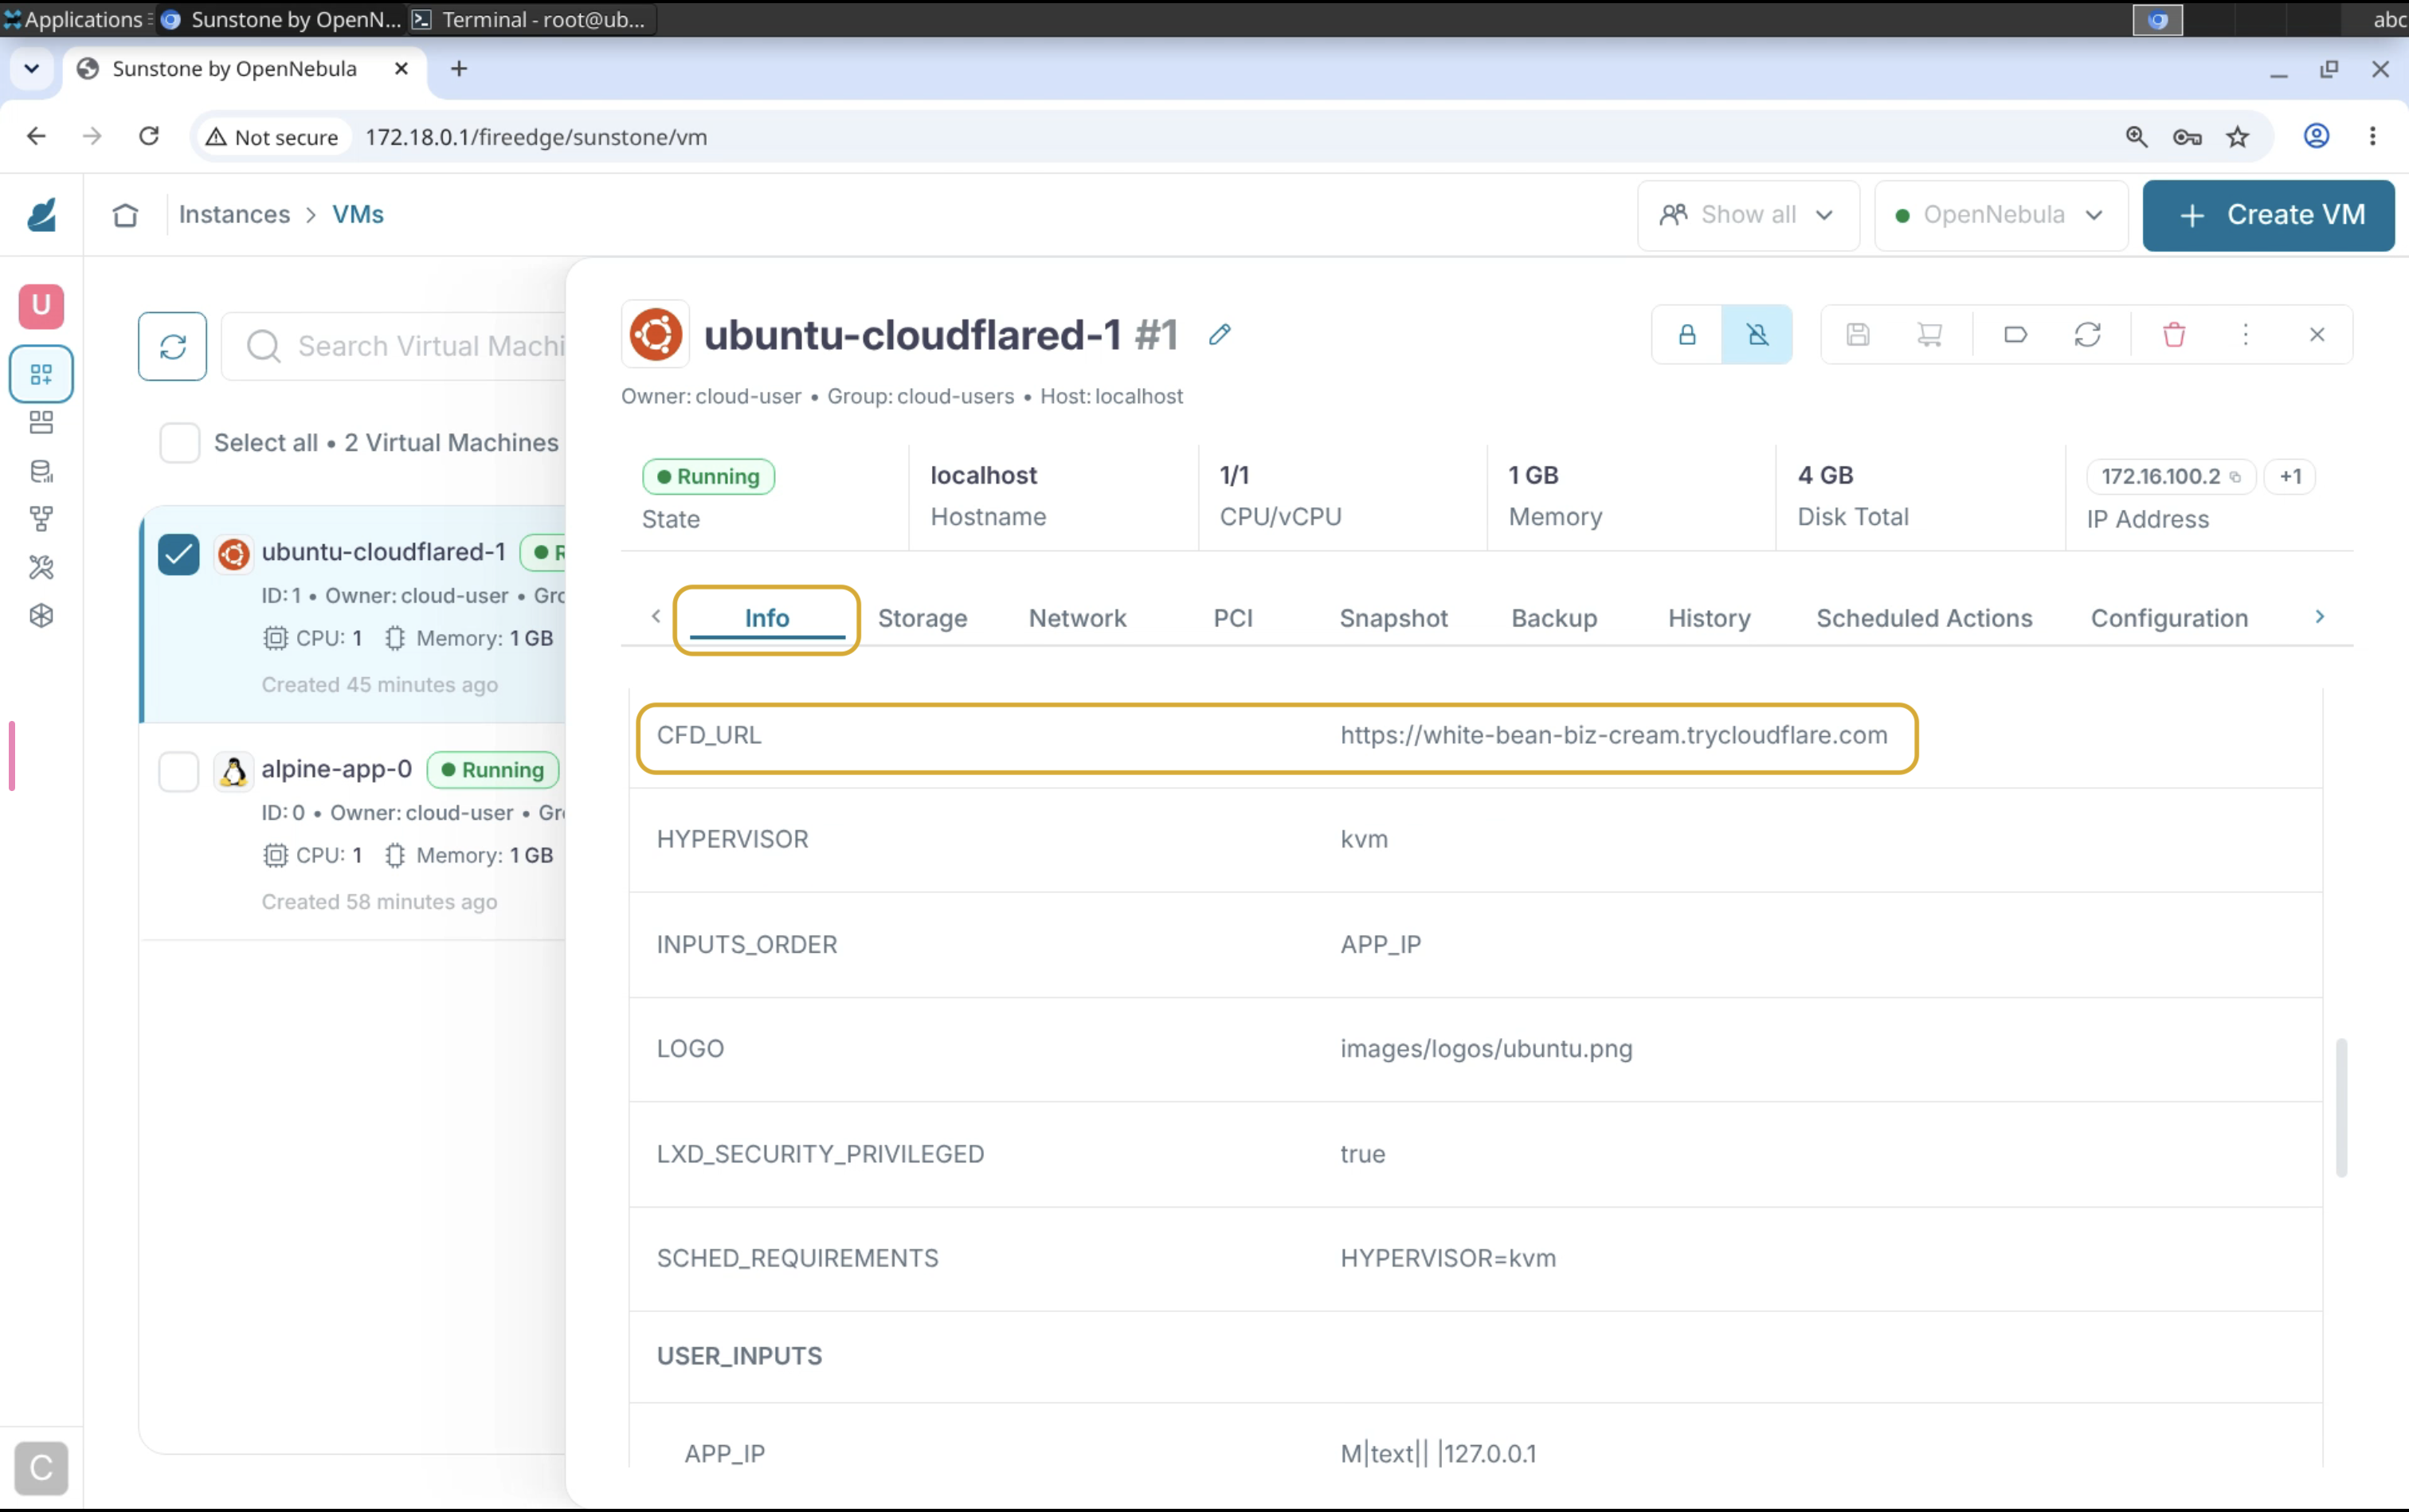 Applications
Sunstone by OpenN...
Terminal - root@ub...
abc
Sunstone by OpenNebula
Not secure
172.18.0.1/fireedge/sunstone/vm
Instances > VMs
Show all
OpenNebula
+ Create VM
U
Search Virtual Machi
Select all • 2 Virtual Machines
ubuntu-cloudflared-1
R
ID: 1 • Owner: cloud-user • Gro
CPU: 1 Memory: 1 GB
Created 45 minutes ago
alpine-app-0
Running
ID: 0 • Owner: cloud-user • Gr
CPU: 1 Memory: 1 GB
Created 58 minutes ago
C
ubuntu-cloudflared-1 #1
Owner: cloud-user • Group: cloud-users • Host: localhost
Running
State
localhost
Hostname
1/1
CPU/vCPU
1 GB
Memory
4 GB
Disk Total
172.16.100.2
+1
IP Address
Info
Storage
Network
PCI
Snapshot
Backup
History
Scheduled Actions
Configuration
CFD_URL https://white-bean-biz-cream.trycloudflare.com
HYPERVISOR kvm
INPUTS_ORDER APP_IP
LOGO images/logos/ubuntu.png
LXD_SECURITY_PRIVILEGED true
SCHED_REQUIREMENTS HYPERVISOR=kvm
USER_INPUTS
APP_IP M|text|| |127.0.0.1